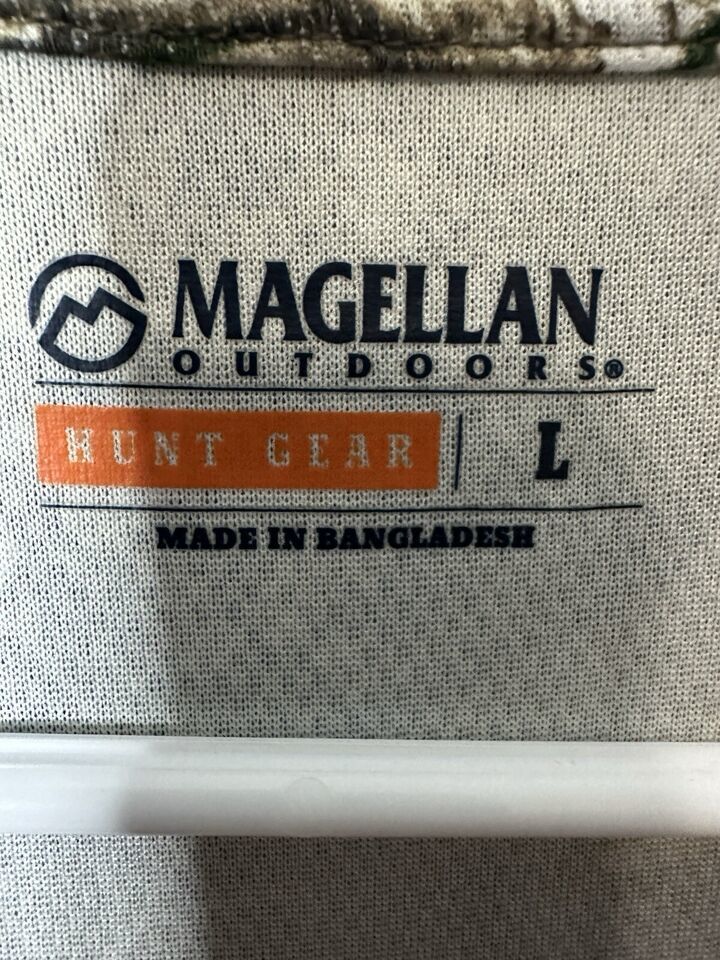 MAGELLAN
OUTDOORS®
HUNT GEAR L
MADE IN BANGLADESH